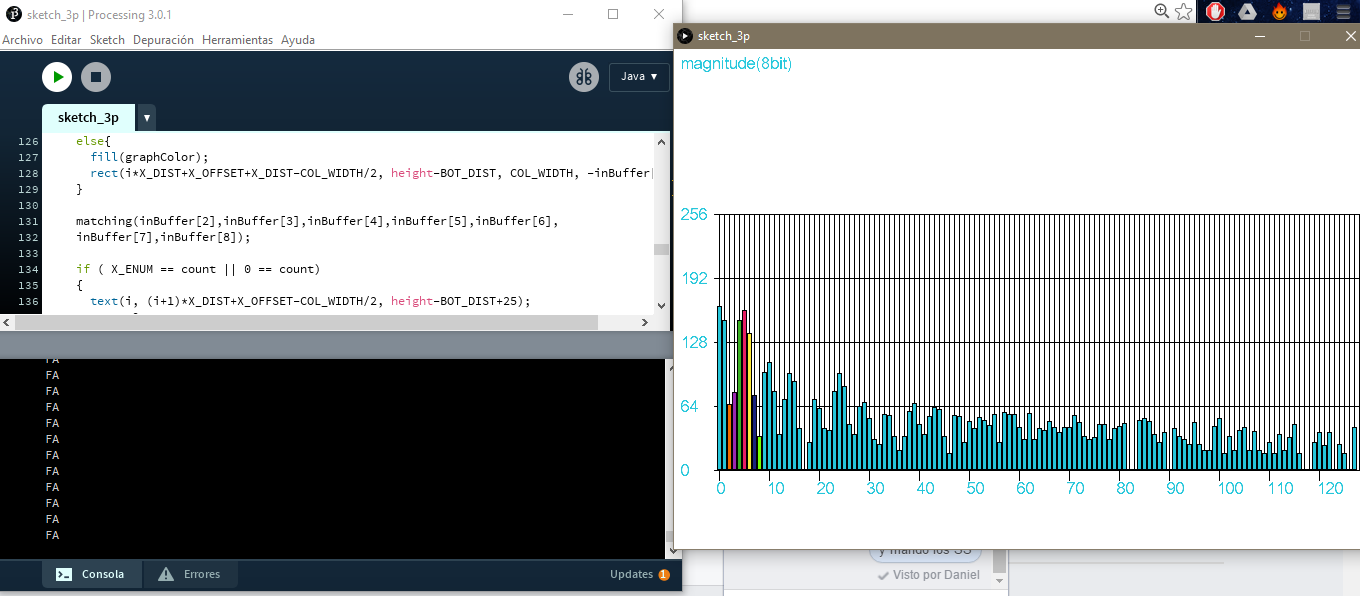 sketch_3p | Processing 3.0.1
Archivo Editar Sketch Depuración Herramientas Ayuda
Java ▾
sketch_3p ▾
126 else{
127 fill(graphColor);
128 rect(i*X_DIST+X_OFFSET+X_DIST-COL_WIDTH/2, height-BOT_DIST, COL_WIDTH, -inBuffer[
129 }
130
131 matching(inBuffer[2],inBuffer[3],inBuffer[4],inBuffer[5],inBuffer[6],
132 inBuffer[7],inBuffer[8]);
133
134 if ( X_ENUM == count || 0 == count)
135 {
136 text(i, (i+1)*X_DIST+X_OFFSET-COL_WIDTH/2, height-BOT_DIST+25);
FA
FA
FA
FA
FA
FA
FA
FA
FA
FA
FA
FA
Consola
Errores
Updates 1
sketch_3p
magnitude(8bit)
256
192
128
64
0
0 10 20 30 40 50 60 70 80 90 100 110 120
y mando los SS
Visto por Daniel